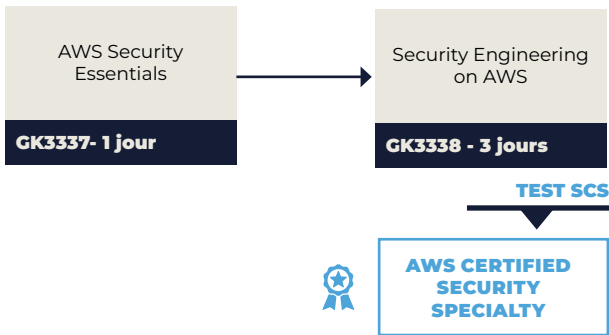 AWS Security
Essentials
GK3337- 1 jour
Security Engineering
on AWS
GK3338 - 3 jours
TEST SCS
AWS CERTIFIED
SECURITY
SPECIALTY